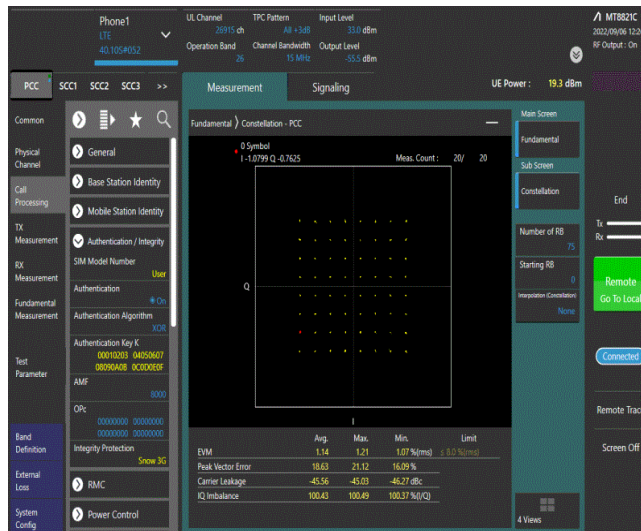 Phone1
LTE
40.105#052
UL Channel
26915 ch
TPC Pattern
All +3dB
Input Level
33.0 dBm
Operation Band
26
Channel Bandwidth
15 MHz
Output Level
-55.5 dBm
MT8821C
2022/09/06 12:2
RF Output : On
PCC SCC1 SCC2 SCC3 >>
Measurement
Signaling
UE Power : 19.3 dBm
Common
Physical
Channel
Call
Processing
TX
Measurement
RX
Measurement
Fundamental
Measurement
Test
Parameter
Band
Definition
External
Loss
System
Config
General
Base Station Identity
Mobile Station Identity
Authentication / Integrity
SIM Model Number
User
Authentication
On
Authentication Algorithm
XOR
Authentication Key K
00010203 04050607
08090A0B 0C0D0E0F
AMF
8000
OPc
00000000 00000000
00000000 00000000
Integrity Protection
Snow 3G
RMC
Power Control
Fundamental > Constellation - PCC
0 Symbol
I -1.0799 Q -0.7625
Meas. Count : 20/ 20
Q
I
Avg. Max. Min. Limit
EVM 1.14 1.21 1.07 %(rms) ± 8.0 %(rms)
Peak Vector Error 18.63 21.12 16.09 %
Carrier Leakage -45.56 -45.03 -46.27 dBc
IQ Imbalance 100.43 100.49 100.37 %(I/Q)
Main Screen
Fundamental
Sub Screen
Constellation
Number of RB
75
Starting RB
0
Interpolation (Constellation)
None
4 Views
End
Tx
Rx
Remote
Go To Local
Connected
Remote Trac
Screen Off